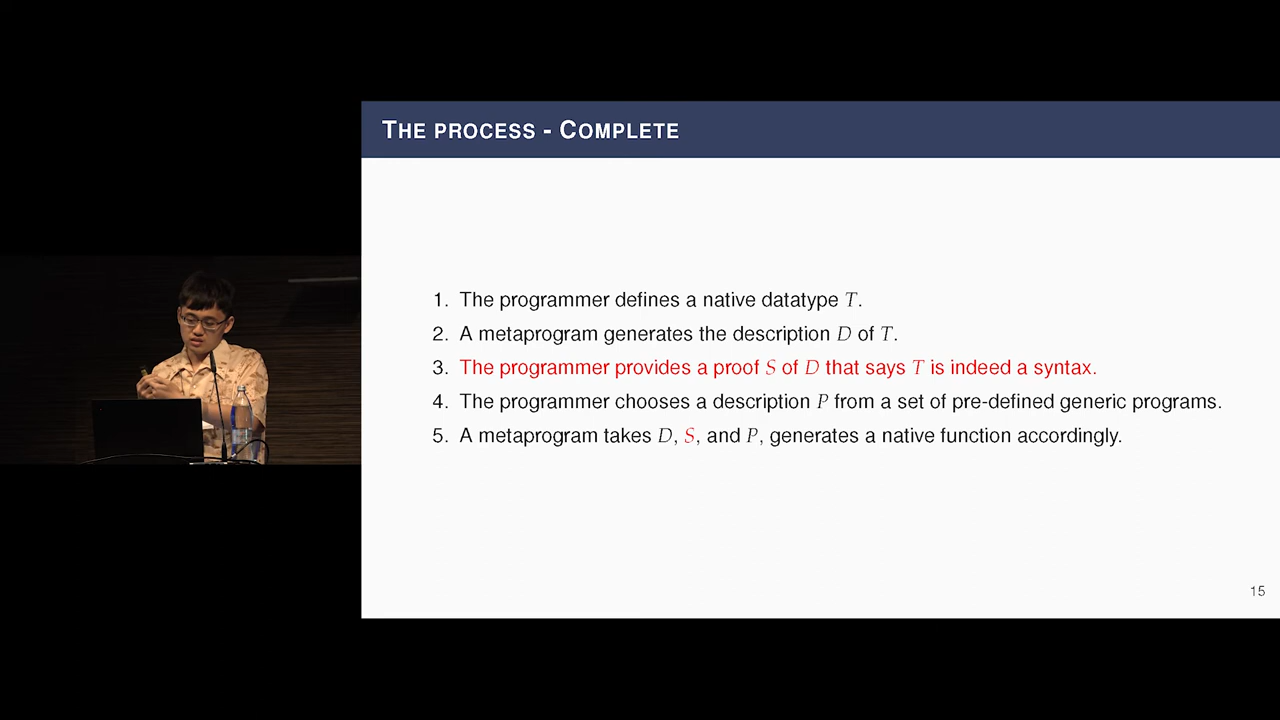 THE PROCESS - COMPLETE
1. The programmer defines a native datatype T.
2. A metaprogram generates the description D of T.
3. The programmer provides a proof S of D that says T is indeed a syntax.
4. The programmer chooses a description P from a set of pre-defined generic programs.
5. A metaprogram takes D, S, and P, generates a native function accordingly.
15